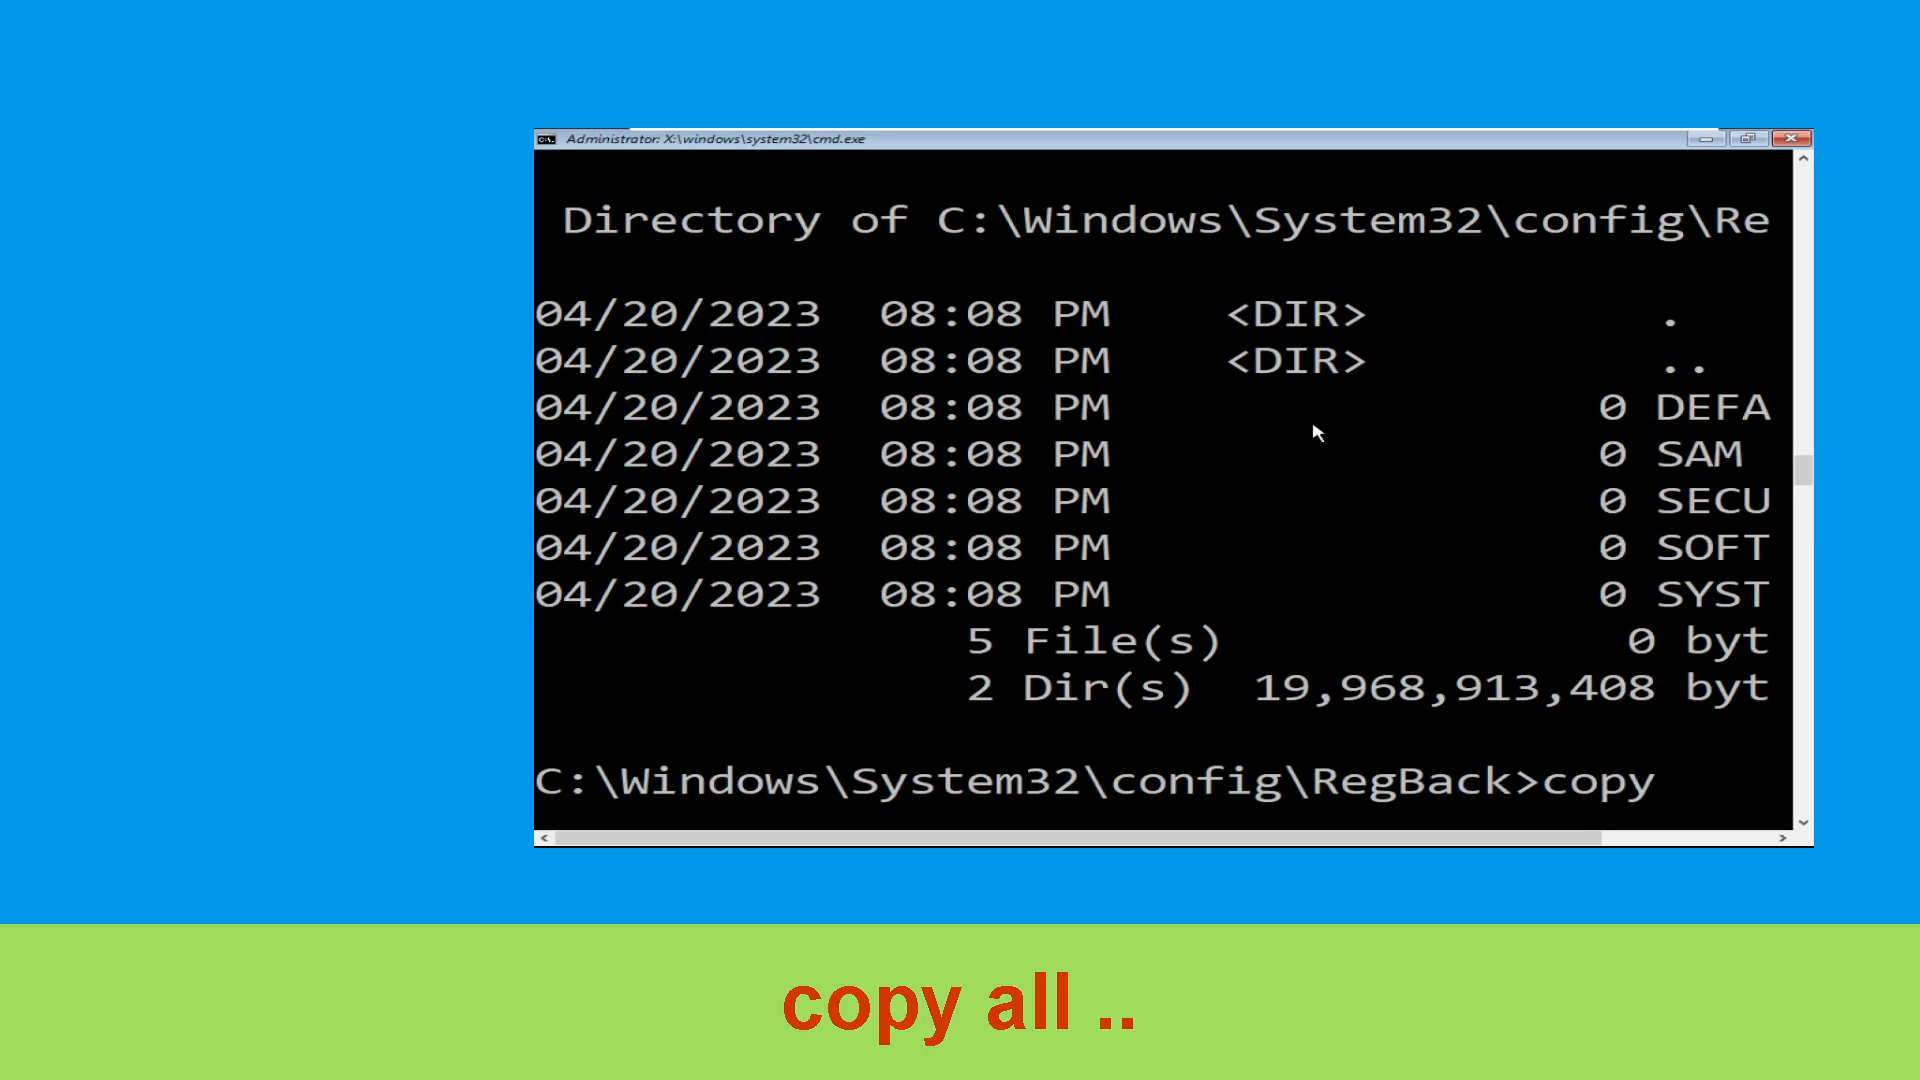 Administrator: X:\windows\system32\cmd.exe
Directory of C:\Windows\System32\config\Re
04/20/2023 08:08 PM <DIR> .
04/20/2023 08:08 PM <DIR> ..
04/20/2023 08:08 PM 0 DEFA
04/20/2023 08:08 PM 0 SAM
04/20/2023 08:08 PM 0 SECU
04/20/2023 08:08 PM 0 SOFT
04/20/2023 08:08 PM 0 SYST
5 File(s) 0 byt
2 Dir(s) 19,968,913,408 byt
C:\Windows\System32\config\RegBack>copy
copy all ..